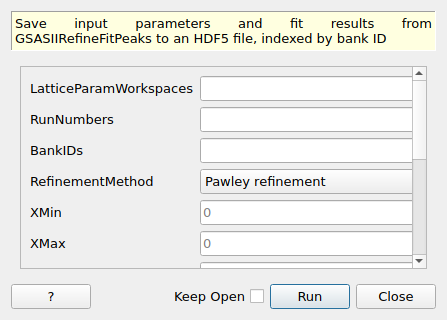 Save input parameters and fit results from
GSASIIRefineFitPeaks to an HDF5 file, indexed by bank ID
LatticeParamWorkspaces
RunNumbers
BankIDs
RefinementMethod Pawley refinement
XMin 0
XMax 0
? Keep Open Run Close